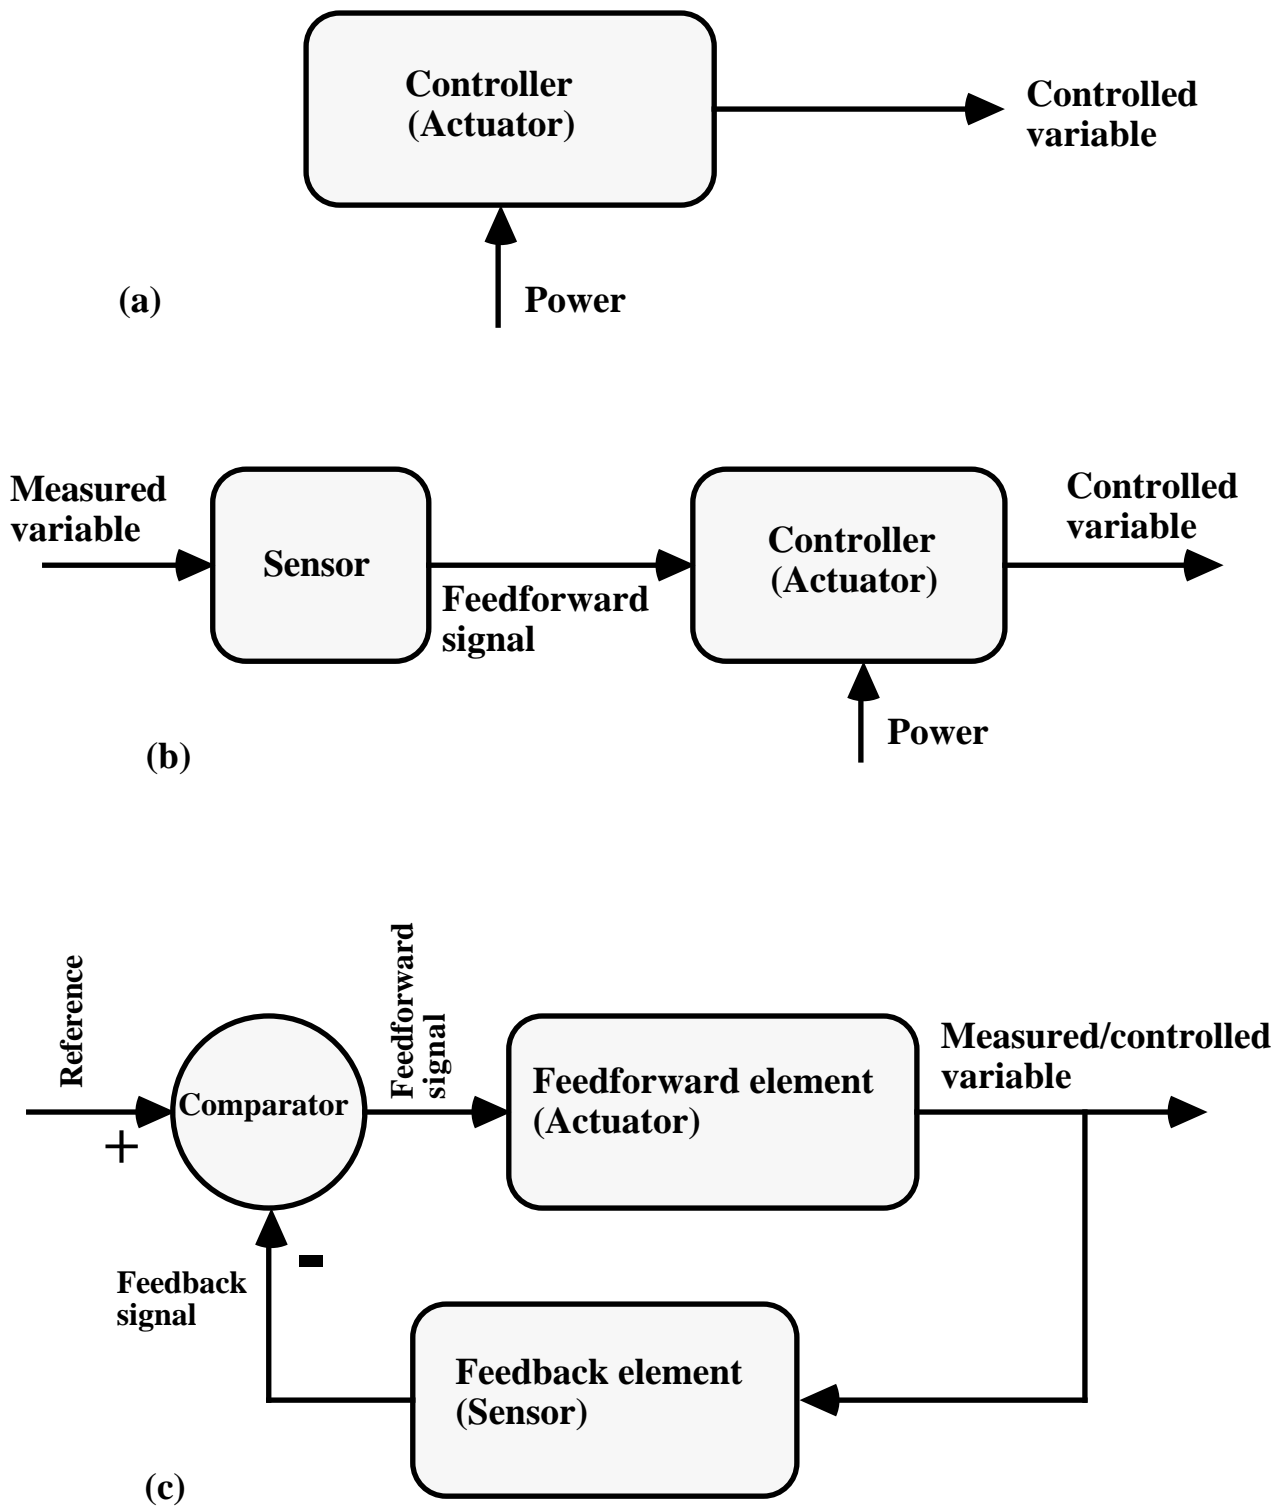 Controller
(Actuator)
Controlled
variable
Power
(a)
Measured
variable
Sensor
Feedforward
signal
Controller
(Actuator)
Controlled
variable
Power
(b)
Reference
+
Comparator
Feedforward
signal
Feedforward element
(Actuator)
Measured/controlled
variable
-
Feedback
signal
Feedback element
(Sensor)
(c)